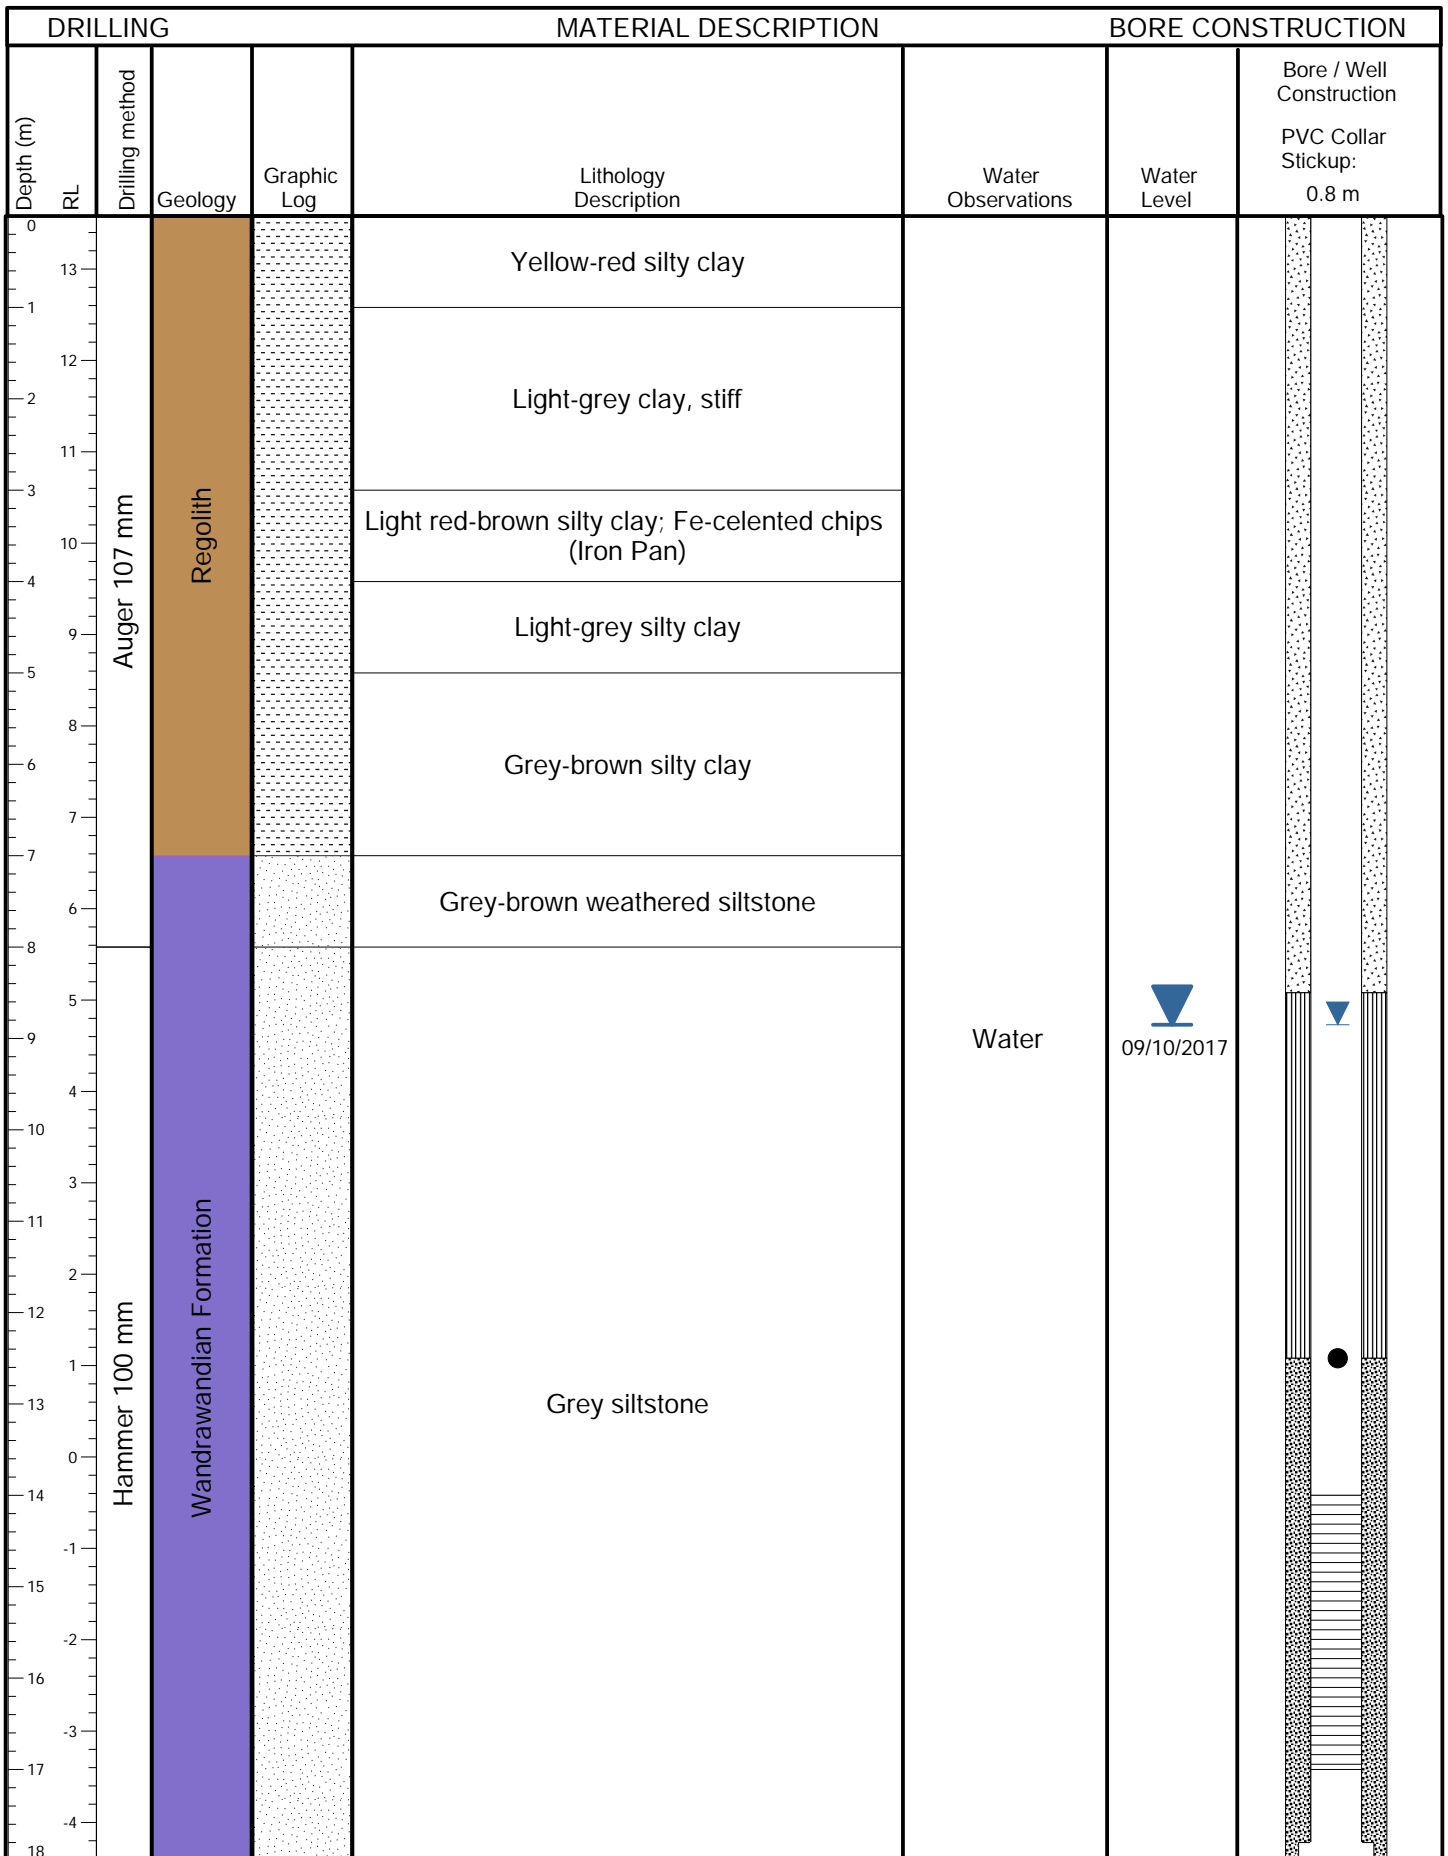 DRILLING MATERIAL DESCRIPTION BORE CONSTRUCTION
Depth (m)
RL
Drilling method
Geology
Graphic
Log
Lithology
Description
Water
Observations
Water
Level
Bore / Well
Construction
PVC Collar
Stickup:
0.8 m
0
1
2
3
4
5
6
7
8
9
10
11
12
13
14
15
16
17
18
13
12
11
10
9
8
7
6
5
4
3
2
1
0
-1
-2
-3
-4
Auger 107 mm
Hammer 100 mm
Regolith
Wandrawandian Formation
Yellow-red silty clay
Light-grey clay, stiff
Light red-brown silty clay; Fe-celented chips
(Iron Pan)
Light-grey silty clay
Grey-brown silty clay
Grey-brown weathered siltstone
Grey siltstone
Water
09/10/2017